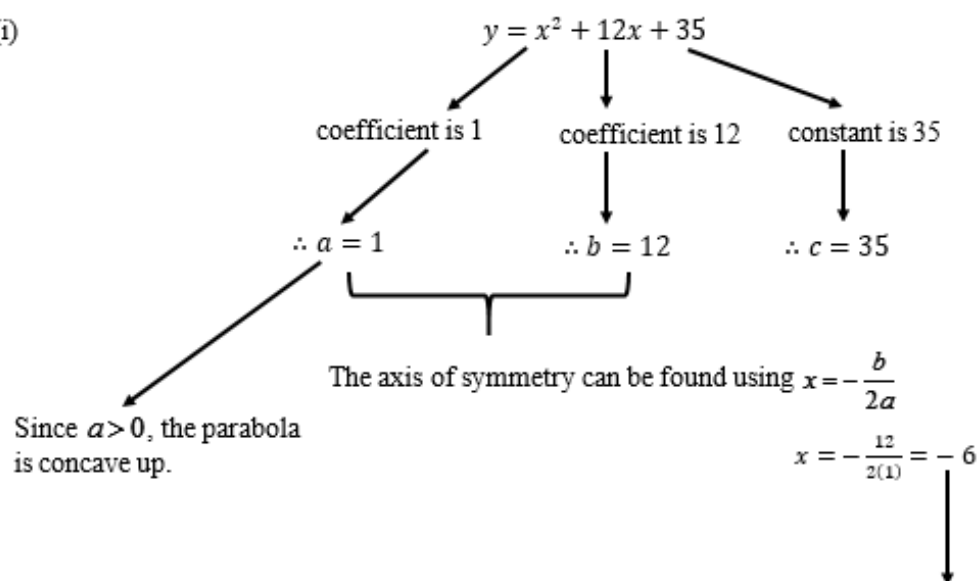 (i)
y = x² + 12x + 35
coefficient is 1 coefficient is 12 constant is 35
∴ a = 1 ∴ b = 12 ∴ c = 35
The axis of symmetry can be found using x = −b/2a
Since a > 0, the parabola
is concave up.
x = −12/2(1) = − 6